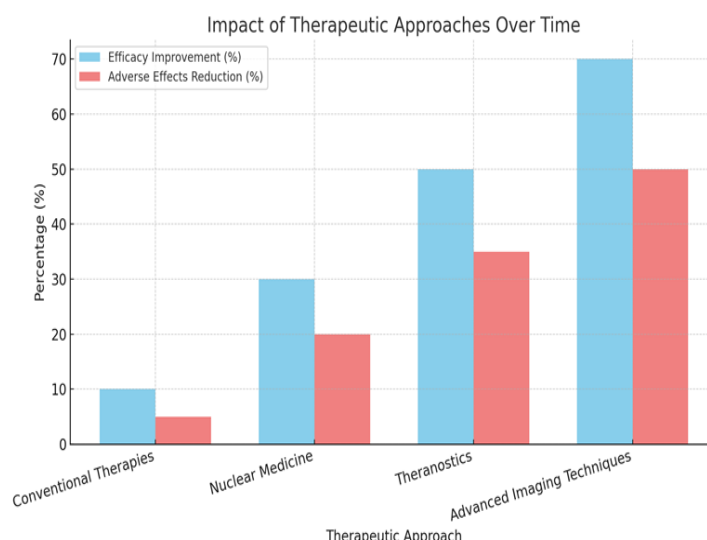 Impact of Therapeutic Approaches Over Time
Efficacy Improvement (%)
Adverse Effects Reduction (%)
Percentage (%)
70
60
50
40
30
20
10
0
Conventional Therapies
Nuclear Medicine
Theranostics
Advanced Imaging Techniques
Therapeutic Approach